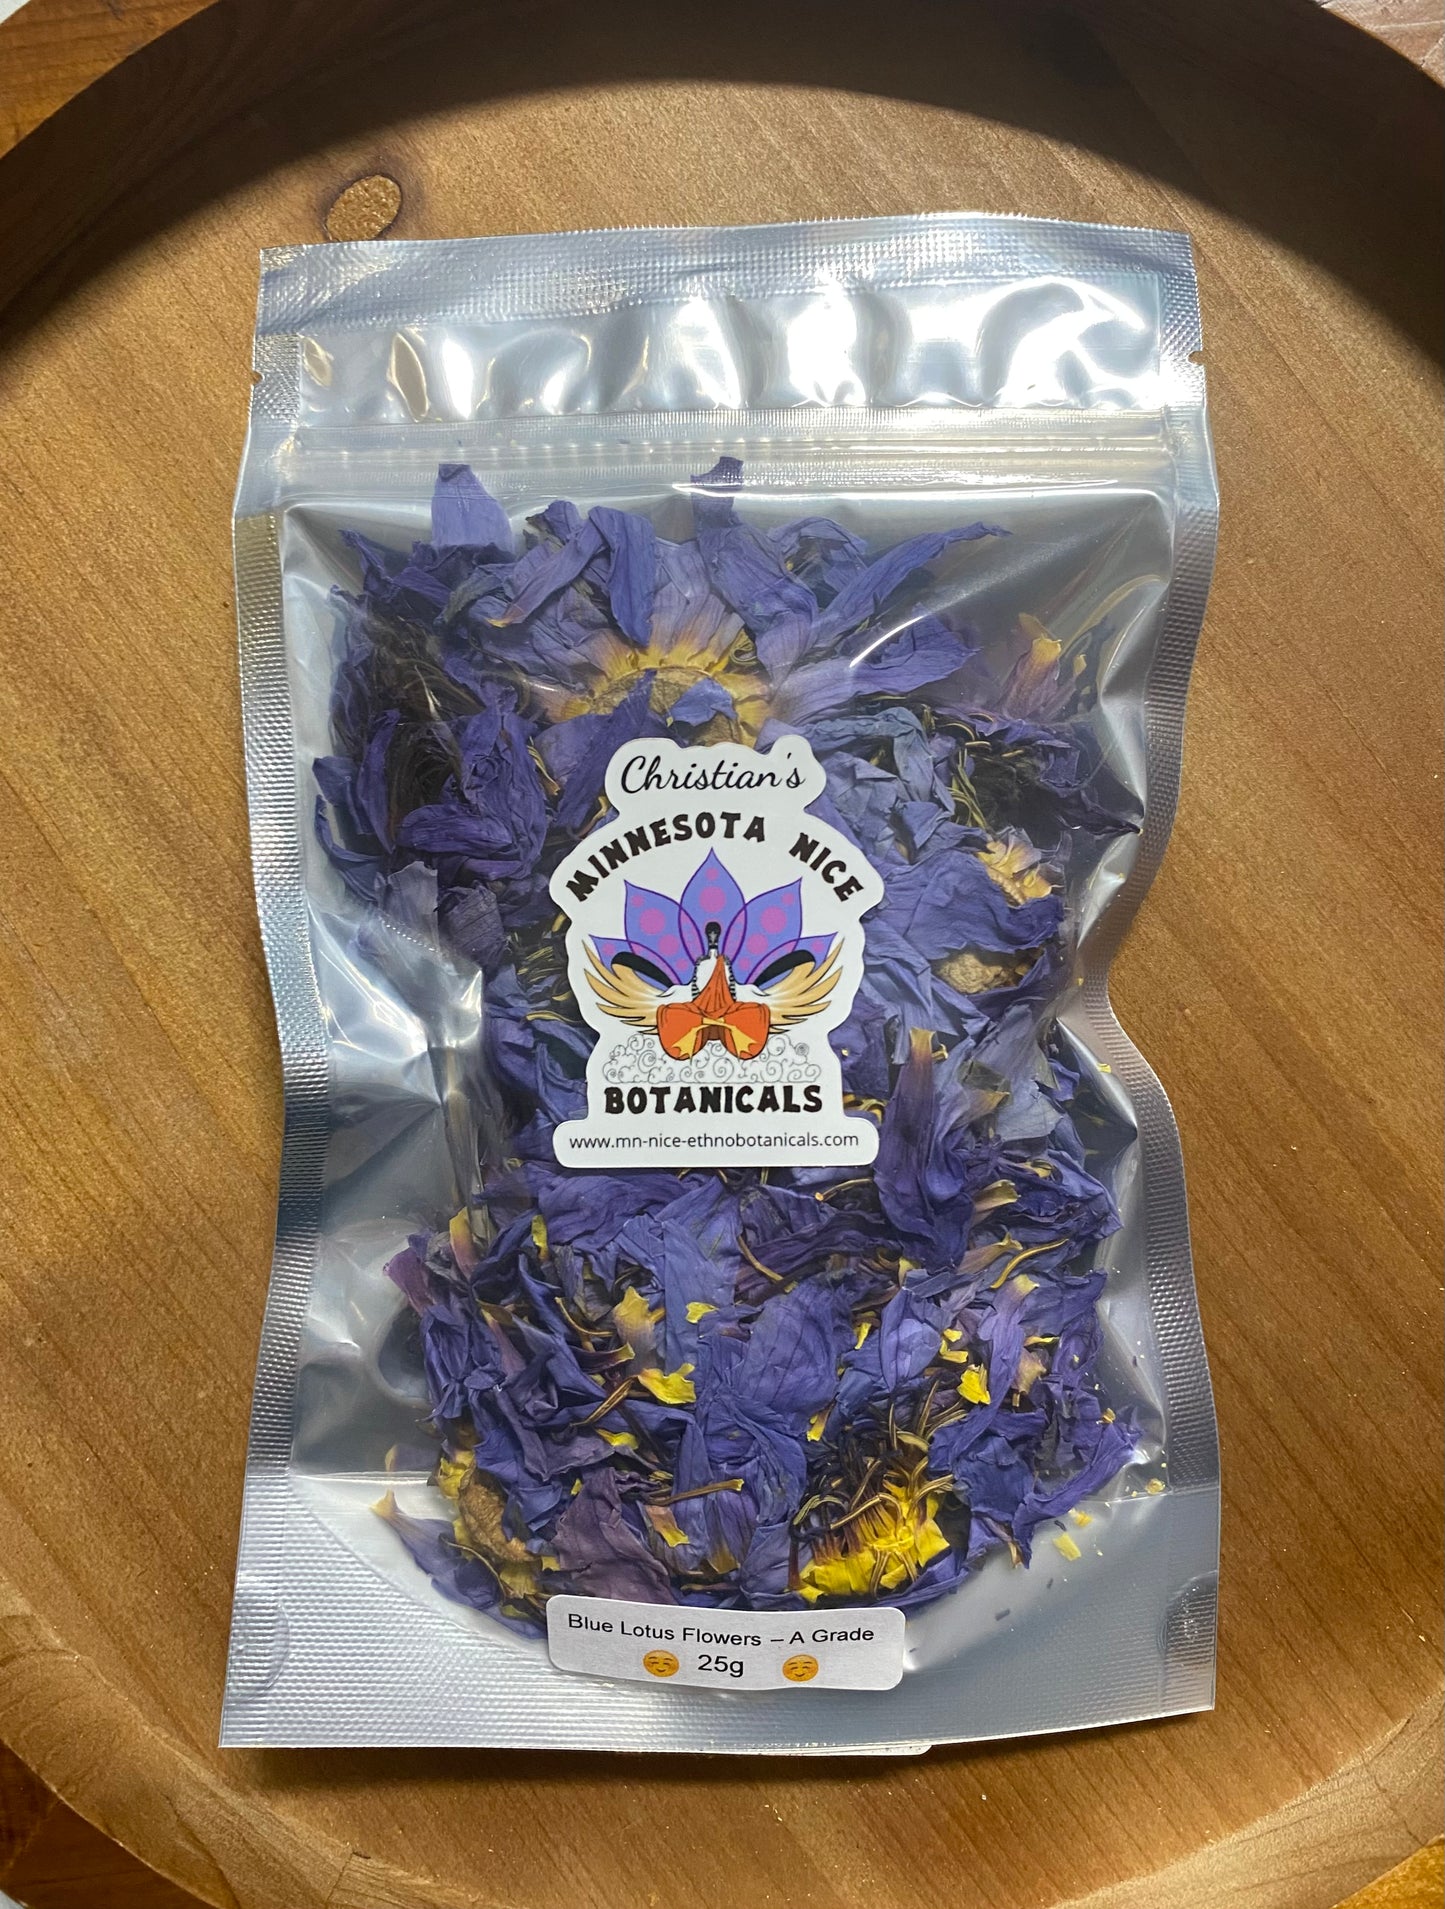 Christian's
MINNESOTA NICE
BOTANICALS
www.mn-nice-ethnobotanicals.com
Blue Lotus Flowers – A Grade
25g